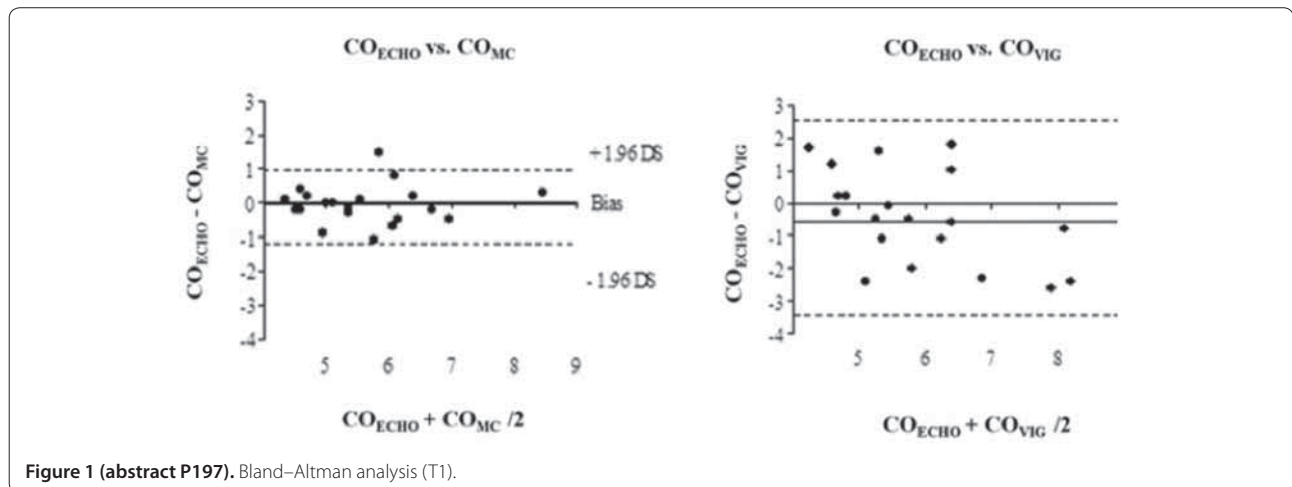 CO_ECHO vs. CO_MC
3
2
1
0
-1
-2
-3
-4
CO_ECHO - CO_MC
+1.96 DS
Bias
- 1.96 DS
5 6 7 8 9
CO_ECHO + CO_MC /2
CO_ECHO vs. CO_VIG
3
2
1
0
-1
-2
-3
-4
CO_ECHO - CO_VIG
5 6 7 8
CO_ECHO + CO_VIG /2
Figure 1 (abstract P197). Bland–Altman analysis (T1).